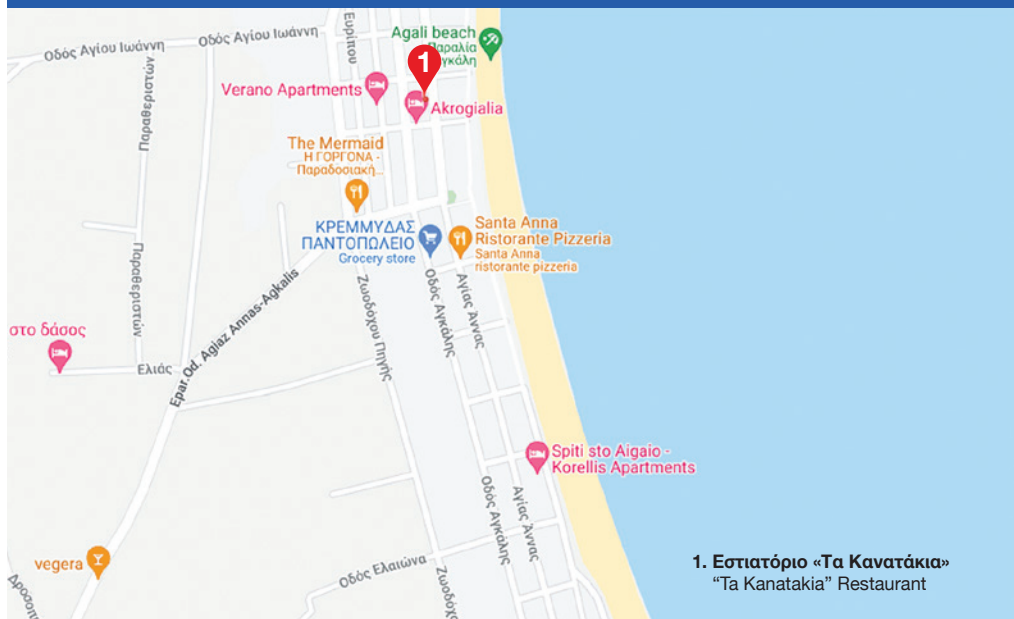 Οδός Αγίου Ιωάννη
Οδός Αγίου Ιωάννη
Ευρίπου
Agali beach
Παραλία
γκάλη
1
Verano Apartments
Akrogialia
Παραθεριστών
The Mermaid
Η ΓΟΡΓΟΝΑ -
Παραδοσιακή...
ΚΡΕΜΜΥΔΑΣ
ΠΑΝΤΟΠΩΛΕΙΟ
Grocery store
Santa Anna
Ristorante Pizzeria
Santa Anna
ristorante pizzeria
Παραθεριστών
Epar.Od. Agiaz Annas-Agkalis
Ζωοδόχου Πηγής
Οδός Αγκάλης
Αγίας Άννας
στο δάσος
Ελιάς
Spiti sto Aigaio -
Korellis Apartments
Οδός Αγκάλης
Αγίας Άννας
vegera
Οδός Ελαιώνα
Ζωοδόχο
Δροσοπ
1. Εστιατόριο «Τα Κανατάκια»
“Ta Kanatakia” Restaurant